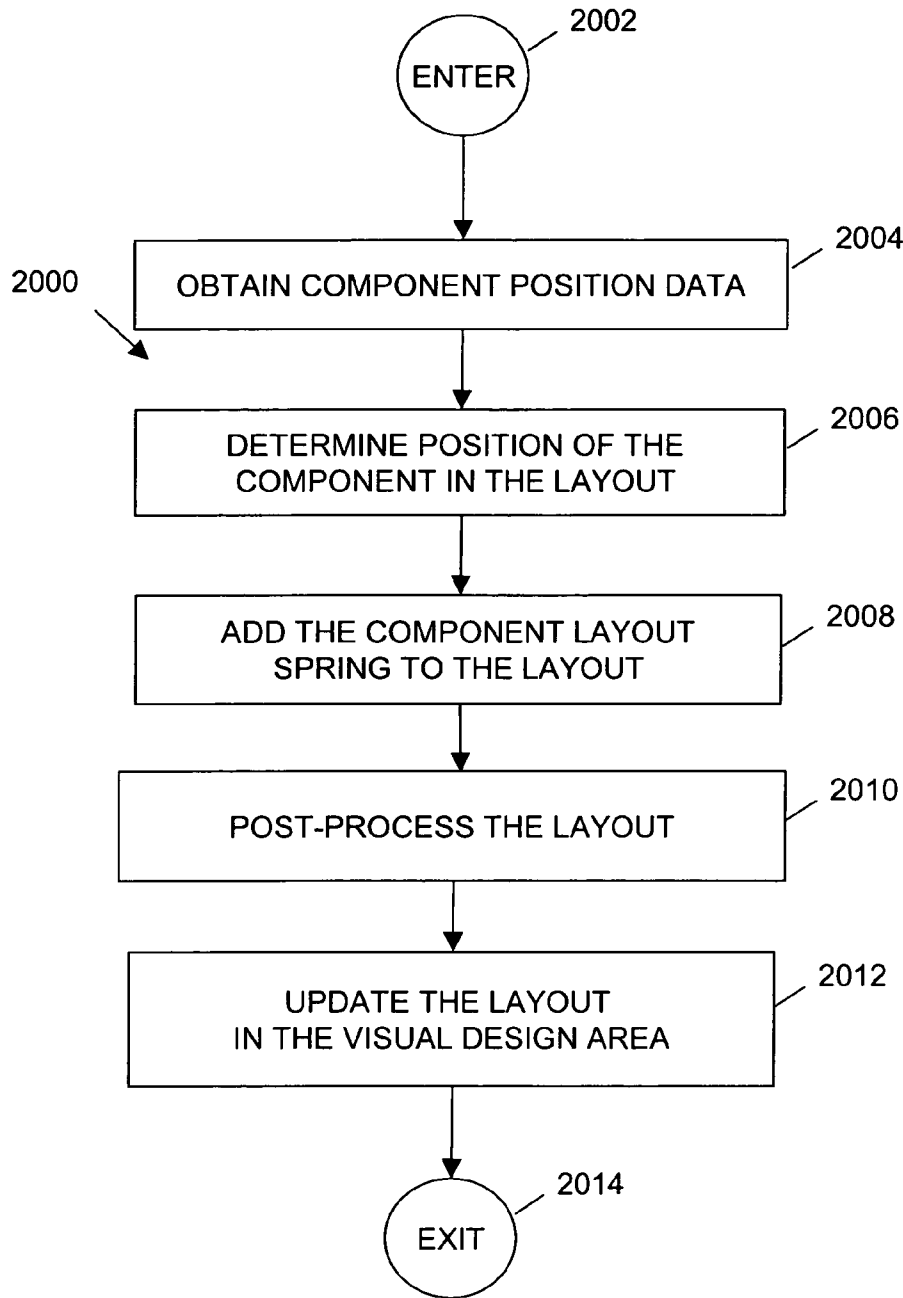 2002
ENTER
2004
OBTAIN COMPONENT POSITION DATA
2000
2006
DETERMINE POSITION OF THE
COMPONENT IN THE LAYOUT
2008
ADD THE COMPONENT LAYOUT
SPRING TO THE LAYOUT
2010
POST-PROCESS THE LAYOUT
2012
UPDATE THE LAYOUT
IN THE VISUAL DESIGN AREA
2014
EXIT